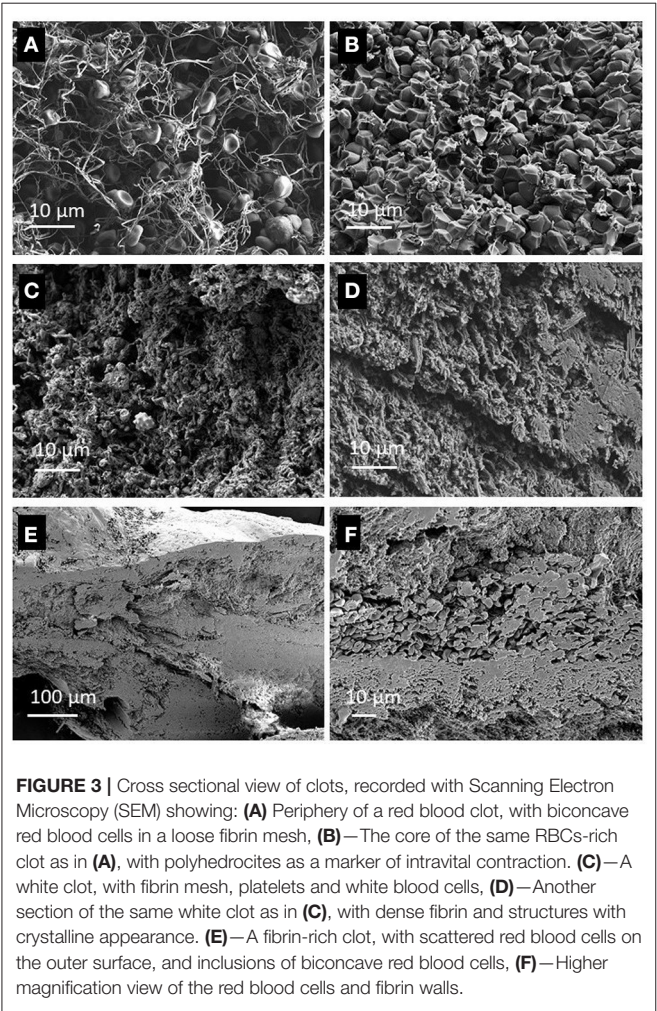 A
B
10 µm
10 µm
C
D
10 µm
10 µm
E
F
100 µm
10 µm
FIGURE 3 | Cross sectional view of clots, recorded with Scanning Electron
Microscopy (SEM) showing: (A) Periphery of a red blood clot, with biconcave
red blood cells in a loose fibrin mesh, (B)—The core of the same RBCs-rich
clot as in (A), with polyhedrocites as a marker of intravital contraction. (C)—A
white clot, with fibrin mesh, platelets and white blood cells, (D)—Another
section of the same white clot as in (C), with dense fibrin and structures with
crystalline appearance. (E)—A fibrin-rich clot, with scattered red blood cells on
the outer surface, and inclusions of biconcave red blood cells, (F)—Higher
magnification view of the red blood cells and fibrin walls.